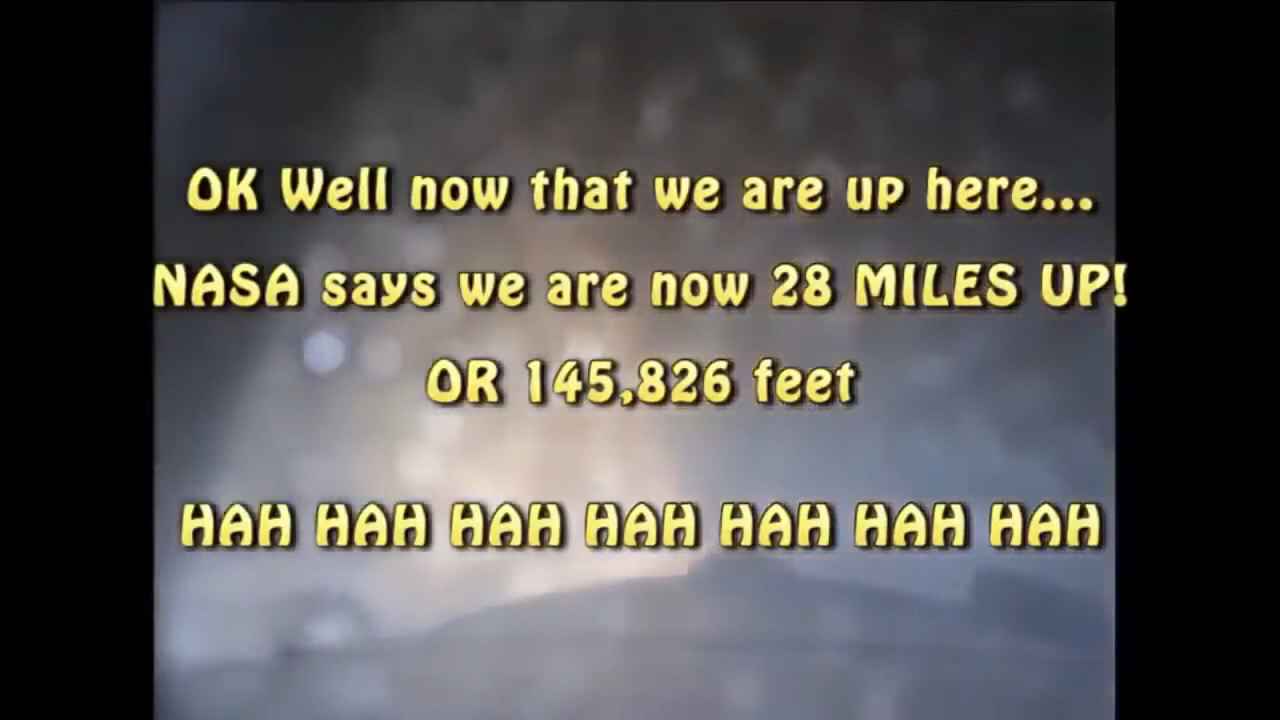 OK Well now that we are up here...
NASA says we are now 28 MILES UP!
OR 145,826 feet
HAH HAH HAH HAH HAH HAH HAH